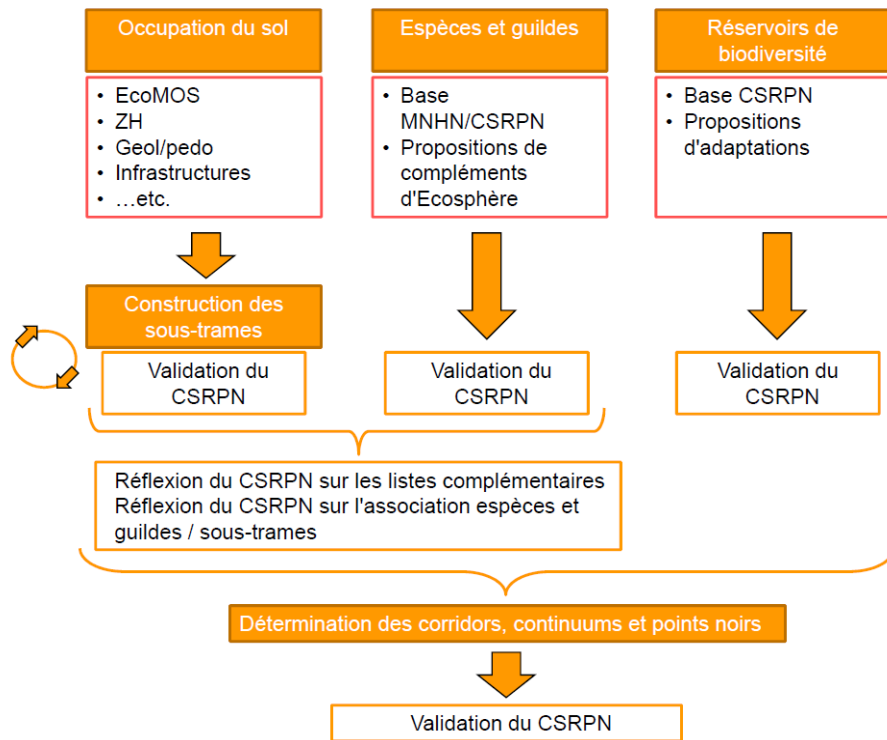 Occupation du sol
• EcoMOS
• ZH
• Geol/pedo
• Infrastructures
• …etc.
Espèces et guildes
• Base
MNHN/CSRPN
• Propositions de
compléments
d'Ecosphère
Réservoirs de
biodiversité
• Base CSRPN
• Propositions
d'adaptations
Construction des
sous-trames
Validation du
CSRPN
Validation du
CSRPN
Validation du
CSRPN
Réflexion du CSRPN sur les listes complémentaires
Réflexion du CSRPN sur l'association espèces et
guildes / sous-trames
Détermination des corridors, continuums et points noirs
Validation du CSRPN